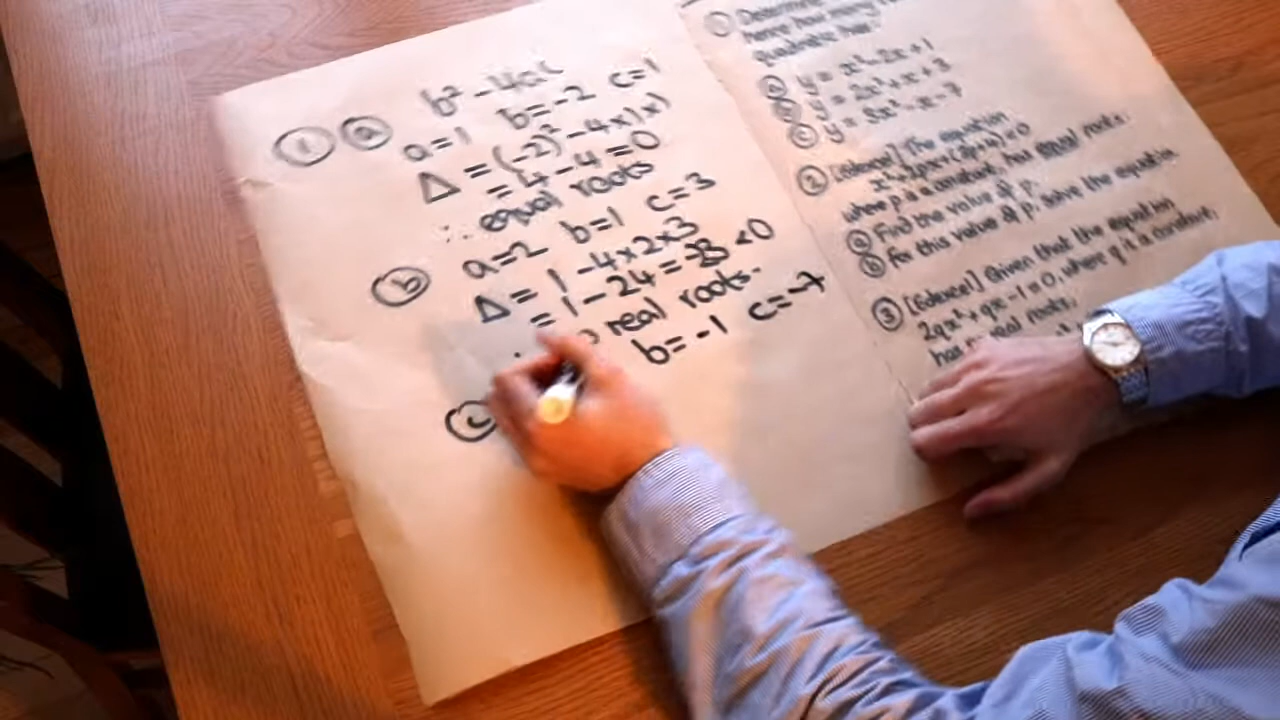 b² - 4ac
① ⓐ a=1 b=-2 c=1
Δ = (-2)² - 4×1×1
= 4 - 4 = 0
∴ equal roots
ⓑ a=2 b=1 c=3
Δ = 1 - 4×2×3
= 1 - 24 = -23 <0
real roots.
ⓒ b=-1 c=-7
①
hence how many
quadratic has:
ⓐ y = x²-2x+1
ⓑ y = 2x²+x+3
ⓒ y = 5x²-x-7
② [Edexcel] The equation
where p is a constant, has equal roots.
ⓐ Find the value of p.
ⓑ For this value of p, solve the equation
③ [Edexcel] Given that the equation
2qx²+qx-1=0, where q is a constant,
has no real roots,